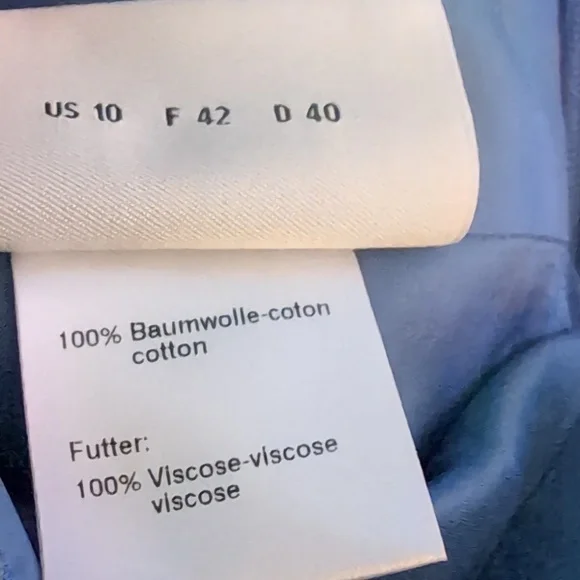 US 10 F 42 D 40
100% Baumwolle-coton
cotton
Futter:
100% Viscose-viscose
viscose